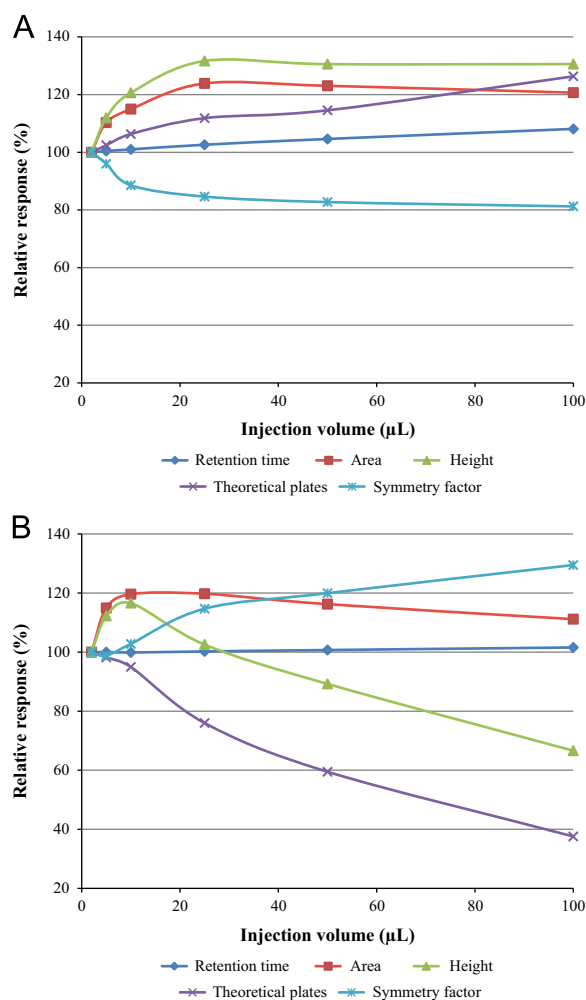 A
140
120
100
80
60
40
20
Relative response (%)
0 20 40 60 80 100
Injection volume (µL)
Retention time Area Height
Theoretical plates Symmetry factor
B
140
120
100
80
60
40
20
Relative response (%)
0 20 40 60 80 100
Injection volume (µL)
Retention time Area Height
Theoretical plates Symmetry factor